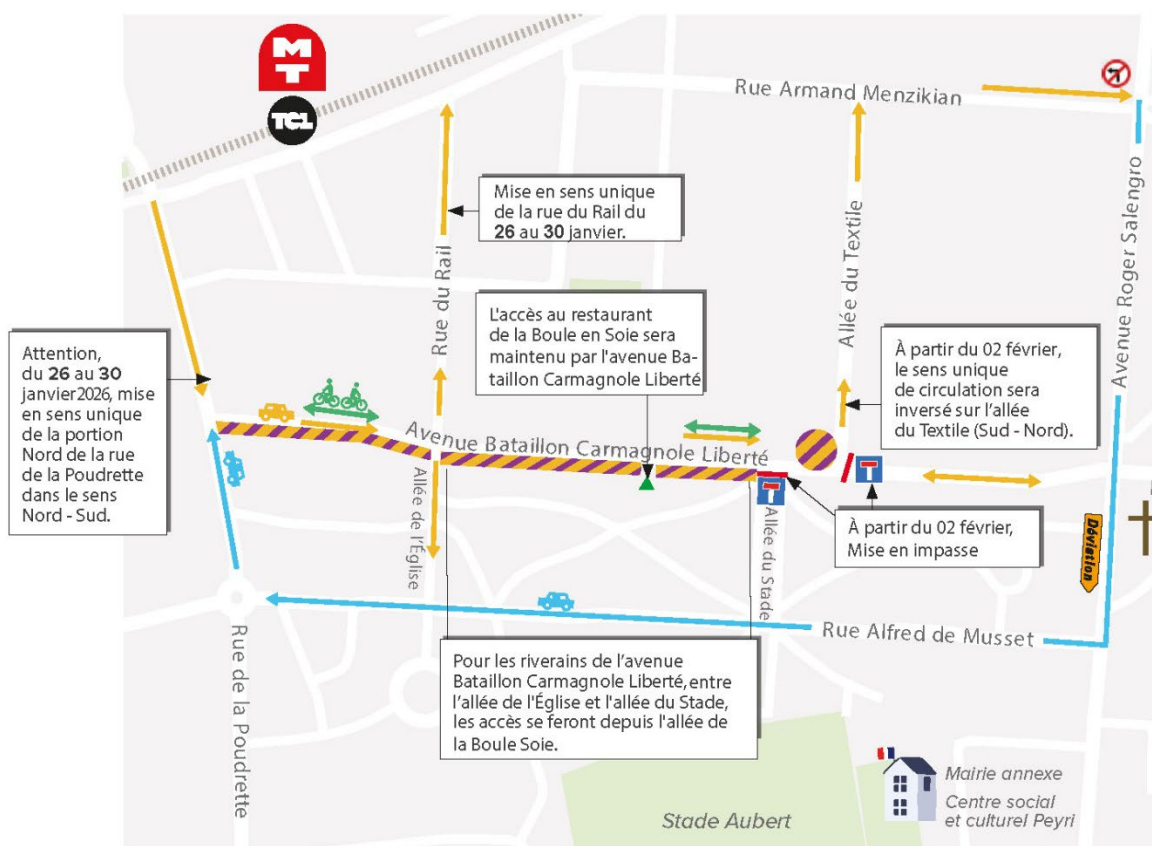 M
T
TCL
Rue Armand Menzikian
Mise en sens unique
de la rue du Rail du
26 au 30 janvier.
Rue du Rail
Allée du Textile
Avenue Roger Salengro
L'accès au restaurant
de la Boule en Soie sera
maintenu par l'avenue Ba-
taillon Carmagnole Liberté
Attention,
du 26 au 30
janvier2026, mise
en sens unique
de la portion
Nord de la rue
de la Poudrette
dans le sens
Nord - Sud.
À partir du 02 février,
le sens unique
de circulation sera
inversé sur l'allée
du Textile (Sud - Nord).
Avenue Bataillon Carmagnole Liberté
Allée de l'Église
Allée du Stade
À partir du 02 février,
Mise en impasse
Déviation
Rue de la Poudrette
Rue Alfred de Musset
Pour les riverains de l'avenue
Bataillon Carmagnole Liberté, entre
l'allée de l'Église et l'allée du Stade,
les accès se feront depuis l'allée de
la Boule Soie.
Mairie annexe
Centre social
et culturel Peyri
Stade Aubert